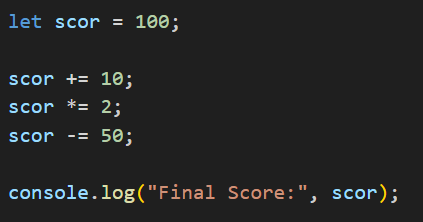 let scor = 100;
scor += 10;
scor *= 2;
scor -= 50;
console.log("Final Score:", scor);